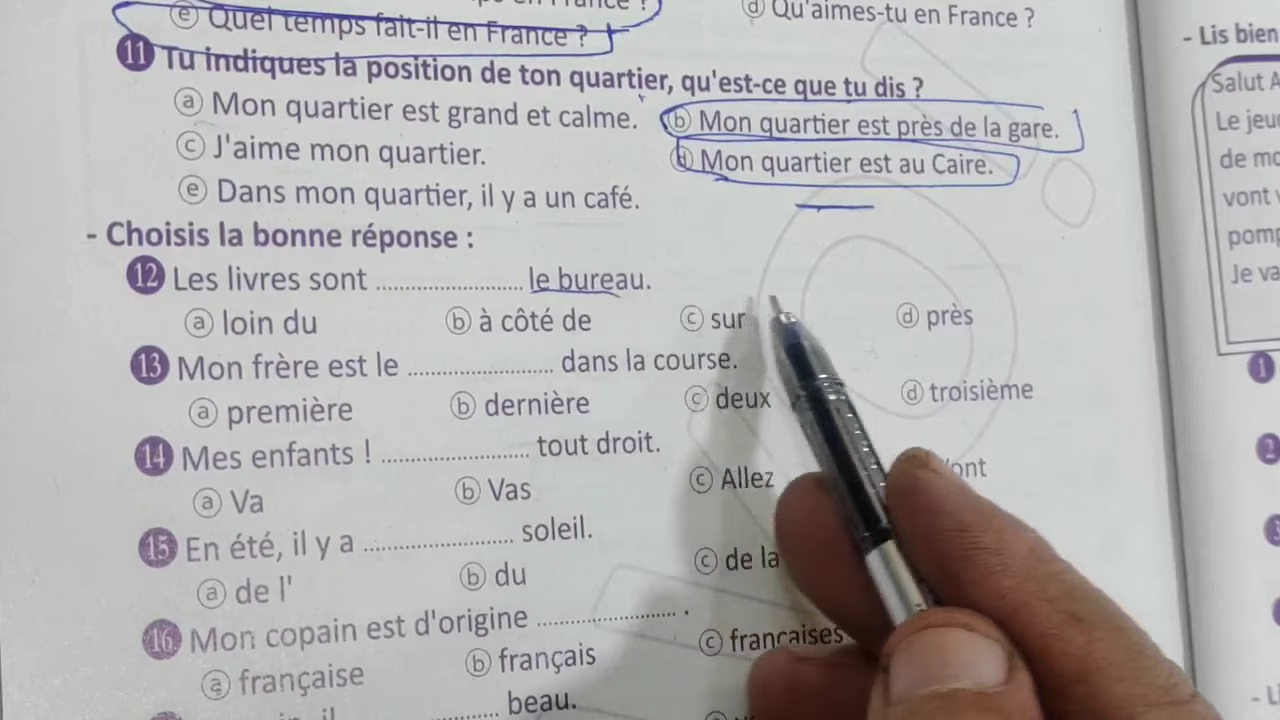 France ?
ⓔ Quel temps fait-il en France ?
ⓓ Qu'aimes-tu en France ?
11 Tu indiques la position de ton quartier, qu'est-ce que tu dis ?
ⓐ Mon quartier est grand et calme. ⓑ Mon quartier est près de la gare.
ⓒ J'aime mon quartier. ⓓ Mon quartier est au Caire.
ⓔ Dans mon quartier, il y a un café.
- Choisis la bonne réponse :
12 Les livres sont ........................ le bureau.
ⓐ loin du ⓑ à côté de ⓒ sur ⓓ près
13 Mon frère est le ........................ dans la course.
ⓐ première ⓑ dernière ⓒ deux ⓓ troisième
14 Mes enfants ! ........................ tout droit.
ⓐ Va ⓑ Vas ⓒ Allez
15 En été, il y a ........................ soleil.
ⓐ de l' ⓑ du ⓒ de la
16 Mon copain est d'origine ........................ .
ⓐ française ⓑ français ⓒ françaises
il ........................ beau.
- Lis bien
Salut A
Le jeu
de mo
vont
pomp
Je va
1
2
- L